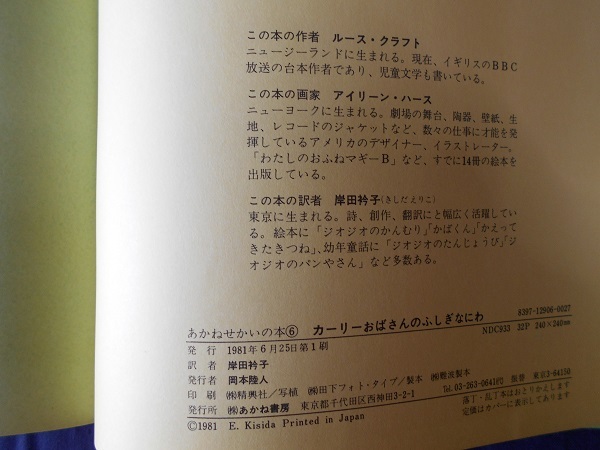 この本の作者 ルース・クラフト
ニュージーランドに生まれる。現在、イギリスのBBC
放送の台本作者であり、児童文学も書いている。
この本の画家 アイリーン・ハース
ニューヨークに生まれる。劇場の舞台、陶器、壁紙、生
地、レコードのジャケットなど、数々の仕事に才能を発
揮しているアメリカのデザイナー、イラストレーター。
「わたしのおふねマギーB」など、すでに14冊の絵本を
出版している。
この本の訳者 岸田衿子(きしだえりこ)
東京に生まれる。詩、創作、翻訳にと幅広く活躍してい
る。絵本に「ジオジオのかんむり」「かばくん」「かえって
きたきつね」、幼年童話に「ジオジオのたんじょうび」「ジ
オジオのパンやさん」など多数ある。
8397-12906-0027
あかねせかいの本⑥ カーリーおばさんのふしぎなにわ NDC933 32P 240×240㎜
発行 1981年6月25日第1刷
訳者 岸田衿子
発行者 岡本陸人
印刷 ㈱精興社/写植 ㈱田下フォト・タイプ/製本 ㈱難波製本
発行所 ㈱あかね書房 東京都千代田区西神田3-2-1 Tel. 03-263-0641㈹ 振替 東京3-64150
©1981 E. Kisida Printed in Japan 落丁・乱丁本はおとりかえします
定価はカバーに表示してあります